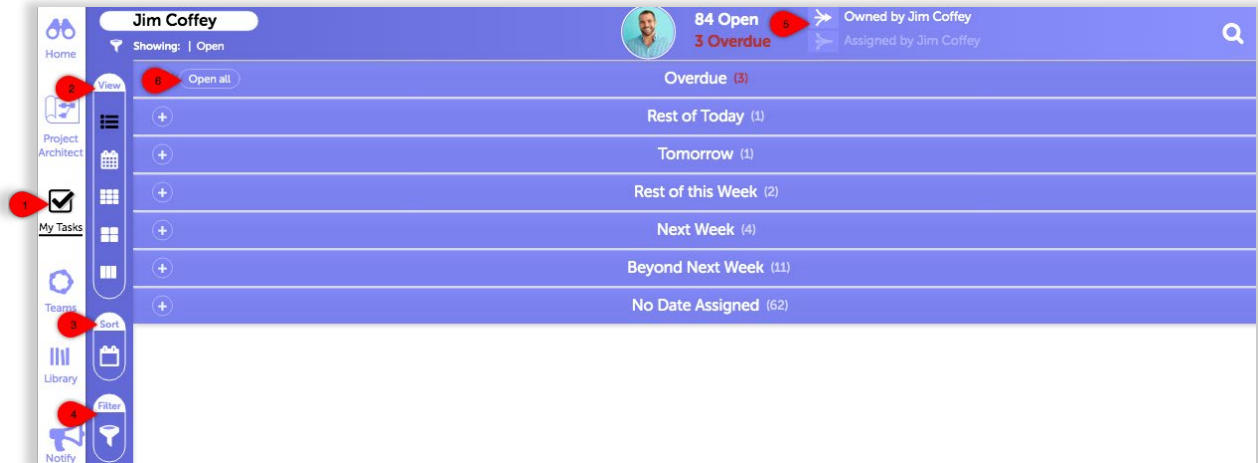 Home
Project
Architect
1
My Tasks
Teams
Library
Notify
2
View
3
Sort
4
Filter
Jim Coffey
Showing: | Open
84 Open
3 Overdue
5
Owned by Jim Coffey
Assigned by Jim Coffey
6
Open all
Overdue (3)
Rest of Today (1)
Tomorrow (1)
Rest of this Week (2)
Next Week (4)
Beyond Next Week (11)
No Date Assigned (62)